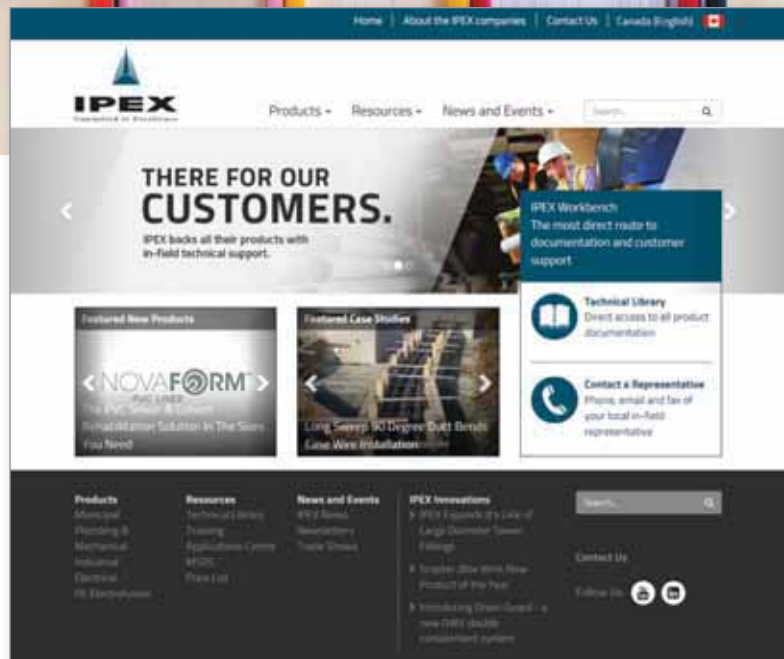 Home | About the IPEX companies | Contact Us | Canada (English)
IPEX
Products Resources News and Events Search...
THERE FOR OUR
CUSTOMERS.
IPEX backs all their products with
in-field technical support.
IPEX Workbench
The most direct route to
documentation and customer
support
Technical Library
Direct access to all product
documentation
Contact a Representative
Phone, email and fax of
your total in-field
representative
Featured New Products
NOVAFORM™
PVC LINER
The PVC Sewer & Culvert
Rehabilitation Solution In The Sizes
You Need
Featured Case Studies
Long Sweep 90 Degree Duct Bends
Ease Wire Installation
Products
Municipal
Plumbing &
Mechanical
Industrial
Electrical
PE Electrofusion
Resources
Technical Library
Training
Applications Centre
MSDS
Price List
News and Events
IPEX News
Newsletters
Trade Shows
IPEX Innovations
IPEX Expands it's Line of
Large Diameter Sewer
Fittings
Scepter JBox Wins New
Product of the Year
Introducing Drain-Guard - a
new DWV double
containment system
Search...
Contact Us
Follow Us
You Tube
in